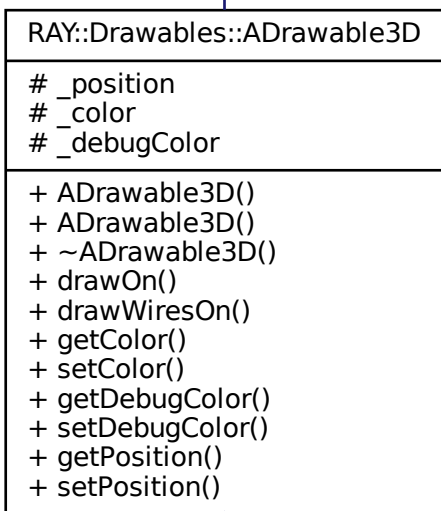 RAY::Drawables::ADrawable3D
# _position
# _color
# _debugColor
+ ADrawable3D()
+ ADrawable3D()
+ ~ADrawable3D()
+ drawOn()
+ drawWiresOn()
+ getColor()
+ setColor()
+ getDebugColor()
+ setDebugColor()
+ getPosition()
+ setPosition()